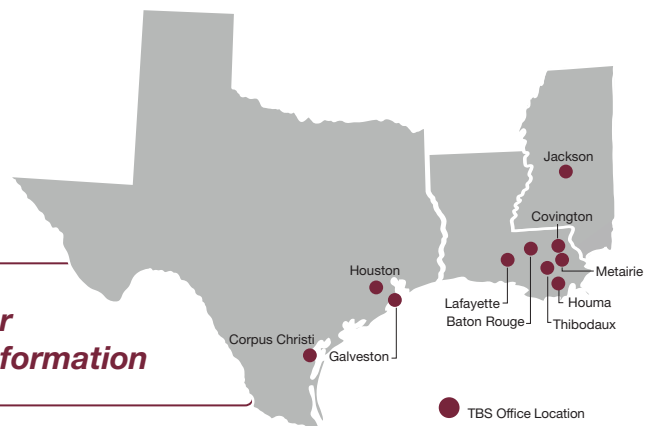 Jackson
Covington
Metairie
Houston
Lafayette
Houma
Baton Rouge
Thibodaux
r
formation
Corpus Christi
Galveston
TBS Office Location